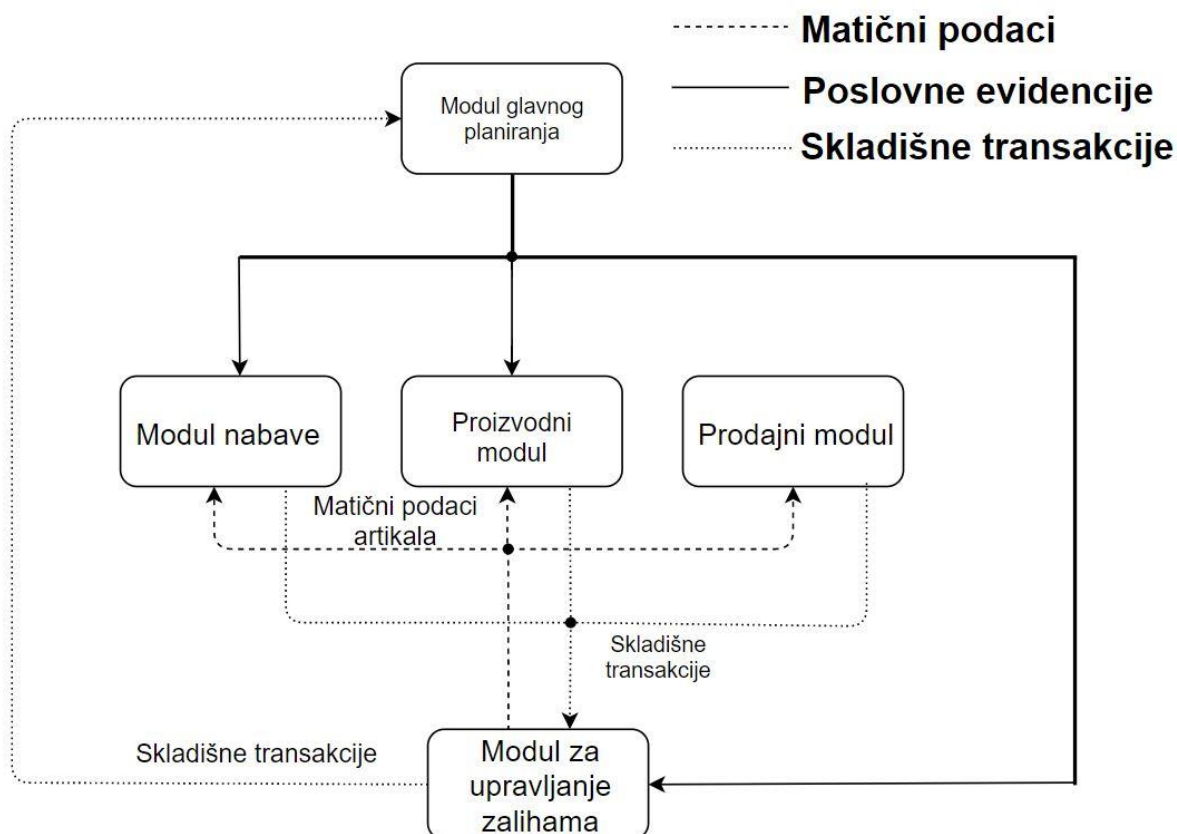 Matični podaci
Poslovne evidencije
Skladišne transakcije
Modul glavnog
planiranja
Modul nabave
Proizvodni
modul
Prodajni modul
Matični podaci
artikala
Skladišne
transakcije
Skladišne transakcije
Modul za
upravljanje
zalihama